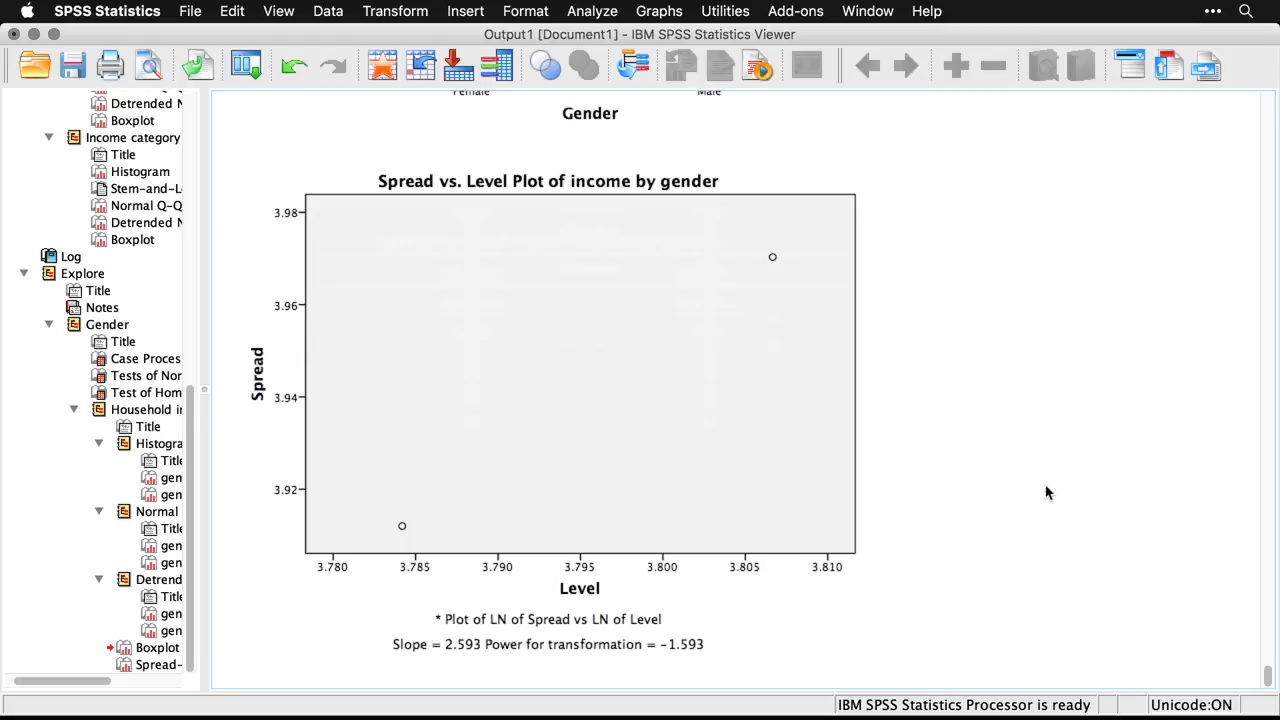 SPSS Statistics File Edit View Data Transform Insert Format Analyze Graphs Utilities Add-ons Window Help
Output1 [Document1] - IBM SPSS Statistics Viewer
Detrended N
Boxplot
Income category
Title
Histogram
Stem-and-L
Normal Q-Q
Detrended N
Boxplot
Log
Explore
Title
Notes
Gender
Title
Case Proces
Tests of Nor
Test of Hom
Household i
Title
Histogra
Title
gen
gen
Normal
Title
gen
gen
Detrend
Title
gen
gen
Boxplot
Spread-
Female Male
Gender
Spread vs. Level Plot of income by gender
3.98
3.96
3.94
3.92
Spread
3.780 3.785 3.790 3.795 3.800 3.805 3.810
Level
* Plot of LN of Spread vs LN of Level
Slope = 2.593 Power for transformation = -1.593
IBM SPSS Statistics Processor is ready Unicode:ON